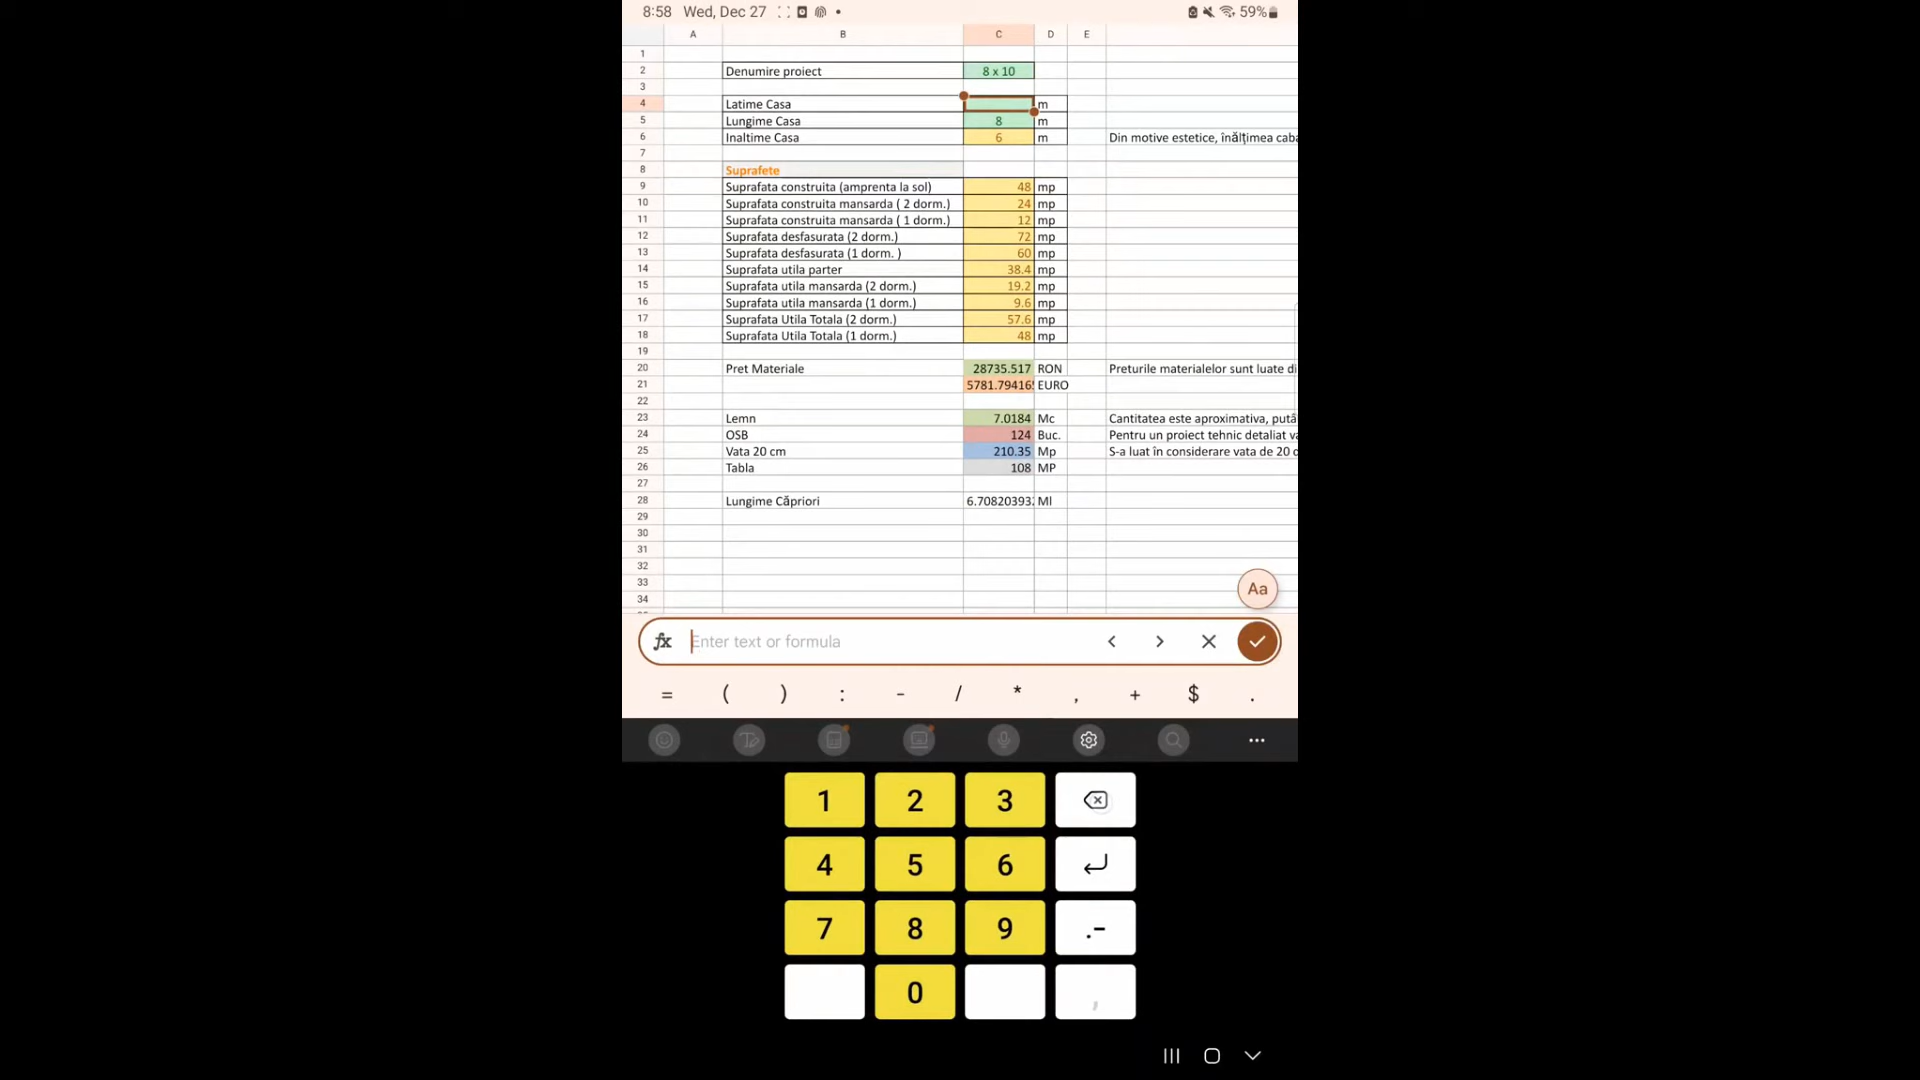 8:58 Wed, Dec 27 59%
A B C D E
1
2 Denumire proiect 8 x 10
3
4 Latime Casa m
5 Lungime Casa 8 m
6 Inaltime Casa 6 m Din motive estetice, înălțimea caba
7
8 Suprafete
9 Suprafata construita (amprenta la sol) 48 mp
10 Suprafata construita mansarda ( 2 dorm.) 24 mp
11 Suprafata construita mansarda ( 1 dorm.) 12 mp
12 Suprafata desfasurata (2 dorm.) 72 mp
13 Suprafata desfasurata (1 dorm. ) 60 mp
14 Suprafata utila parter 38.4 mp
15 Suprafata utila mansarda (2 dorm.) 19.2 mp
16 Suprafata utila mansarda (1 dorm.) 9.6 mp
17 Suprafata Utila Totala (2 dorm.) 57.6 mp
18 Suprafata Utila Totala (1 dorm.) 48 mp
19
20 Pret Materiale 28735.517 RON Preturile materialelor sunt luate di
21 5781.79416 EURO
22
23 Lemn 7.0184 Mc Cantitatea este aproximativa, pută
24 OSB 124 Buc. Pentru un proiect tehnic detaliat va
25 Vata 20 cm 210.35 Mp S-a luat în considerare vata de 20 c
26 Tabla 108 MP
27
28 Lungime Căpriori 6.70820393 Ml
29
30
31
32
33
34
Aa
fx Enter text or formula
= ( ) : - / * , + $ .
1 2 3
4 5 6
7 8 9 .-
0 ,